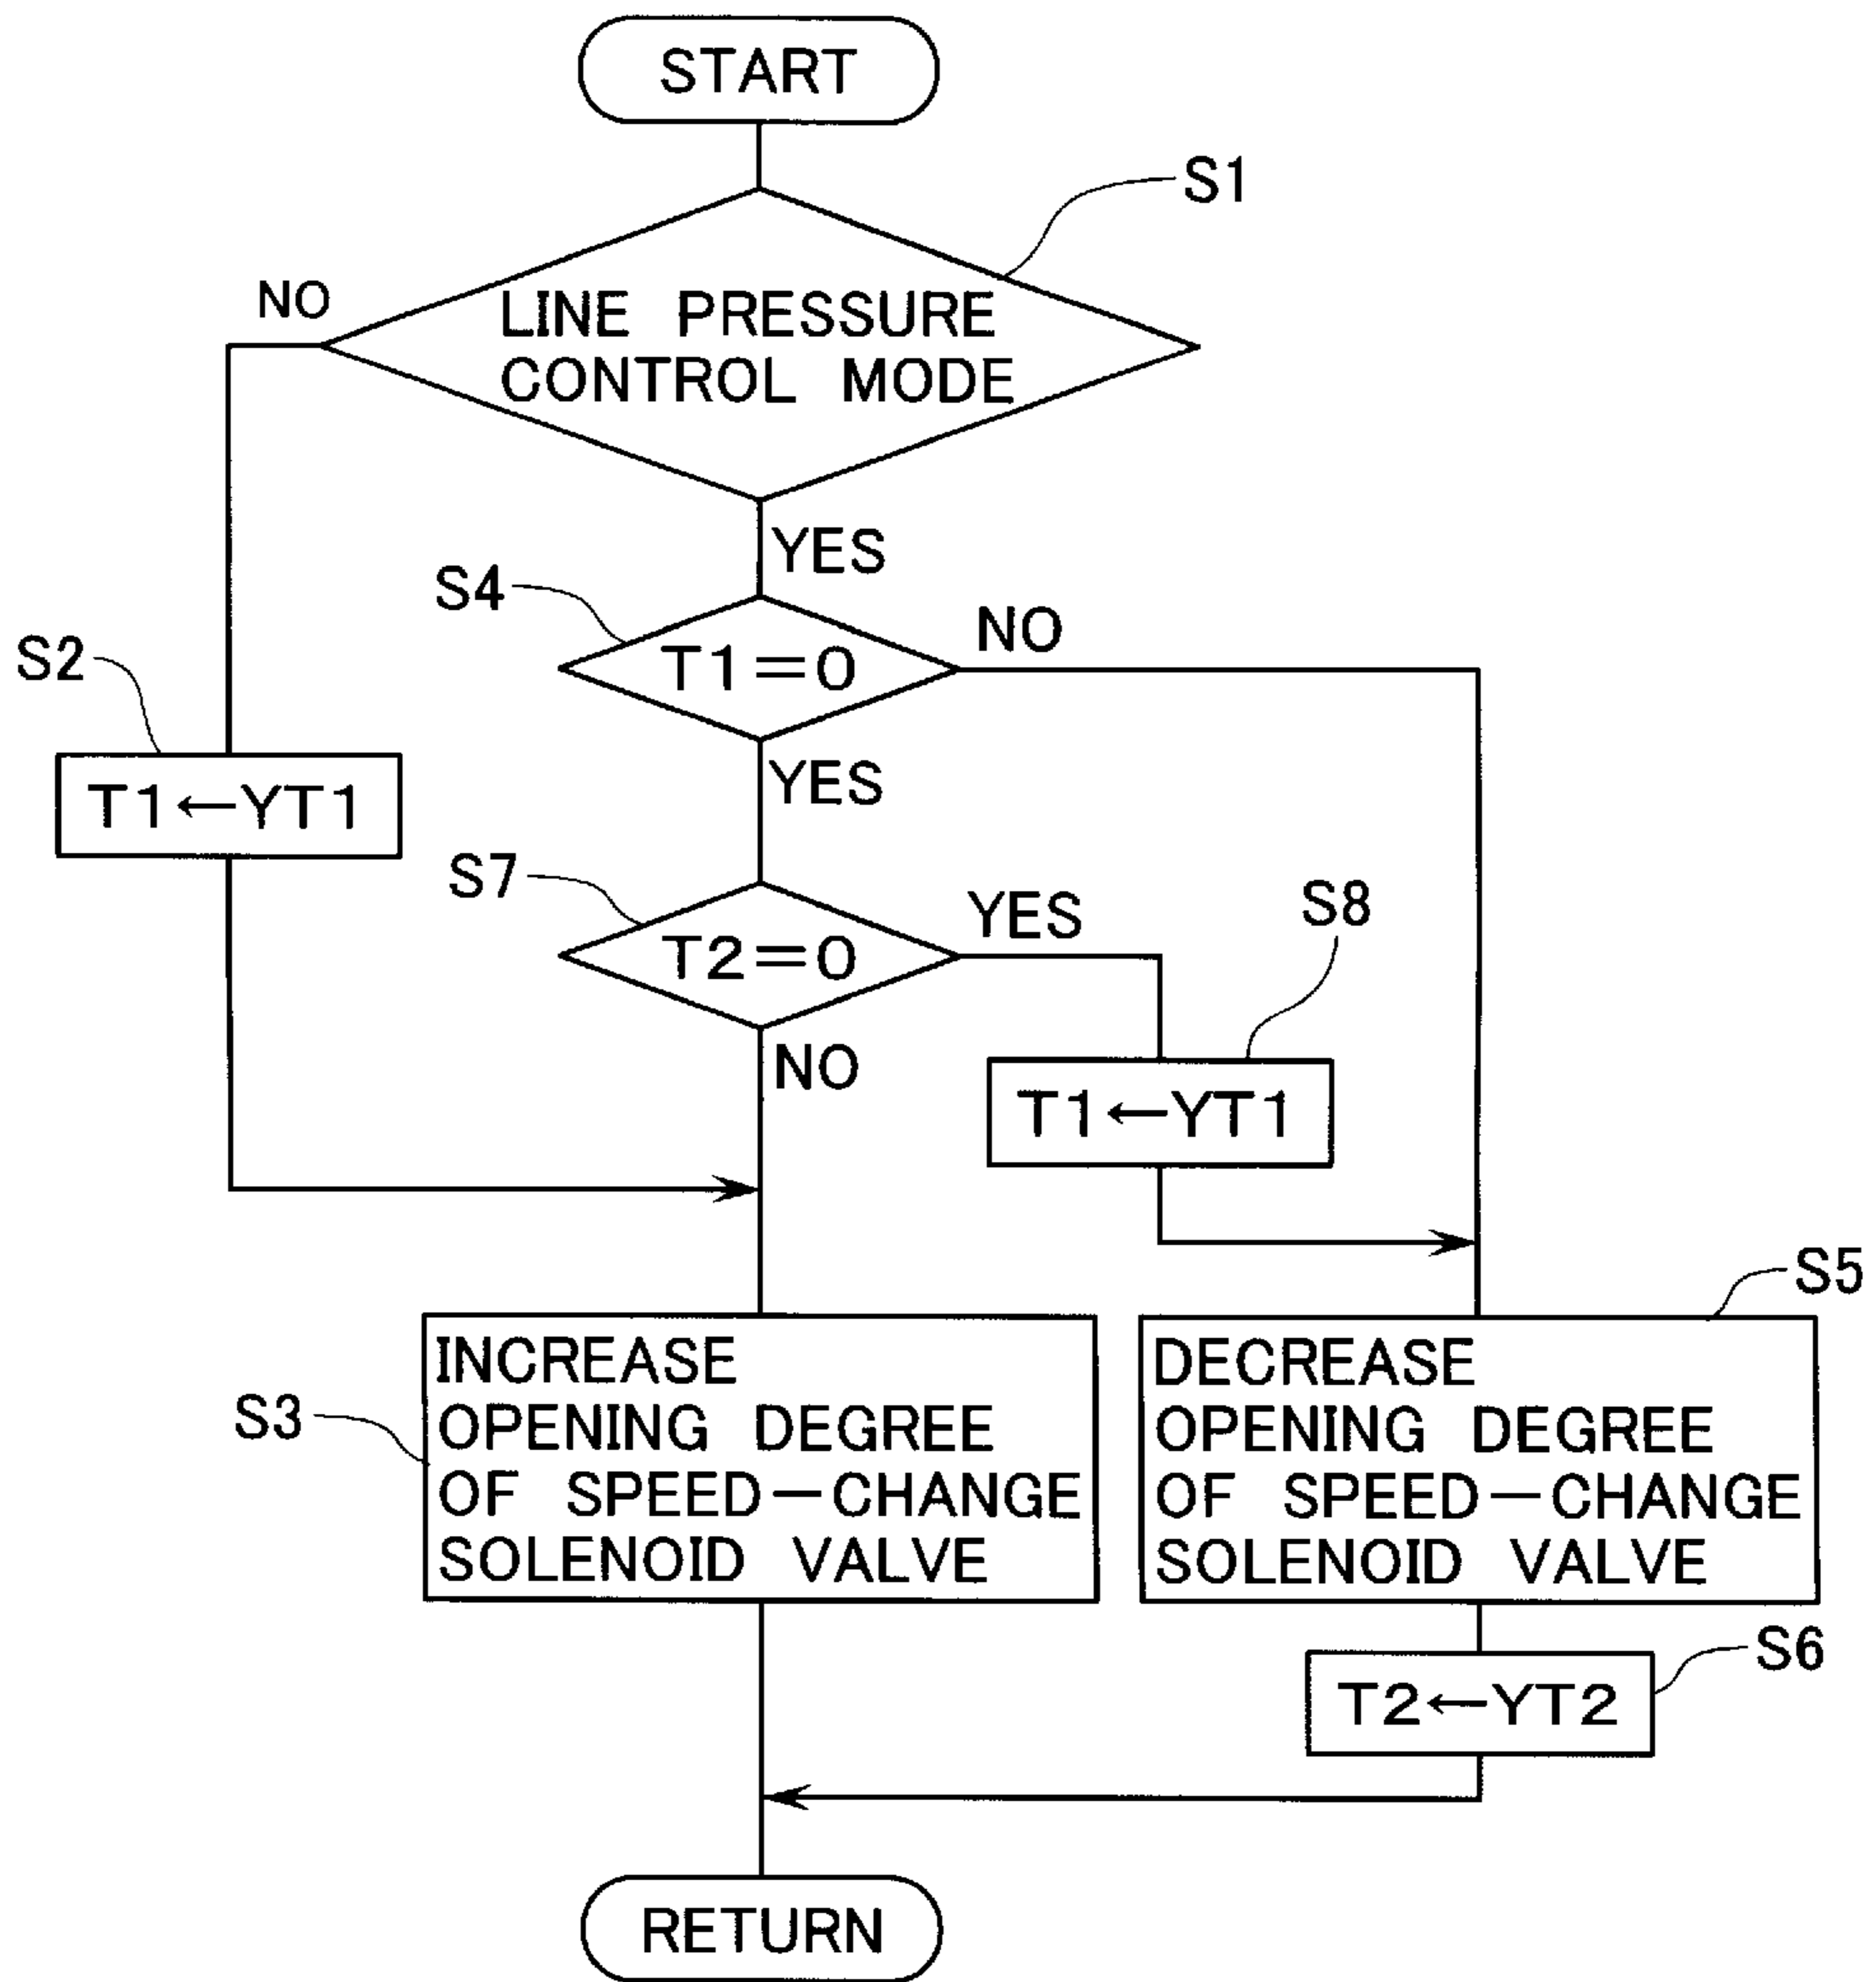 START
S1
NO
LINE PRESSURE
CONTROL MODE
YES
S4
NO
S2
T1=0
YES
T1←YT1
S7
YES
S8
T2=0
NO
T1←YT1
S5
INCREASE
OPENING DEGREE
OF SPEED-CHANGE
SOLENOID VALVE
S3
DECREASE
OPENING DEGREE
OF SPEED-CHANGE
SOLENOID VALVE
S6
T2←YT2
RETURN